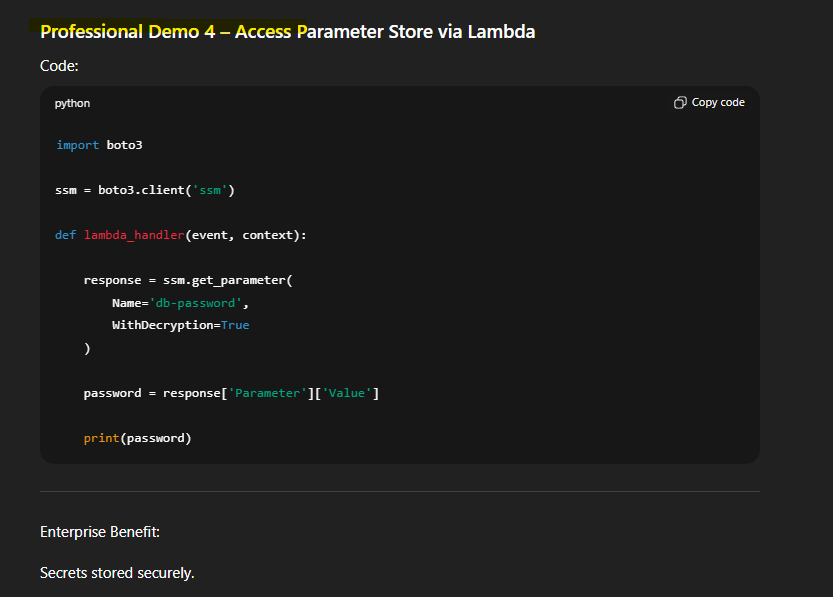 Professional Demo 4 – Access Parameter Store via Lambda
Code:
python
Copy code
import boto3
ssm = boto3.client('ssm')
def lambda_handler(event, context):
    response = ssm.get_parameter(
        Name='db-password',
        WithDecryption=True
    )
    password = response['Parameter']['Value']
    print(password)
Enterprise Benefit:
Secrets stored securely.